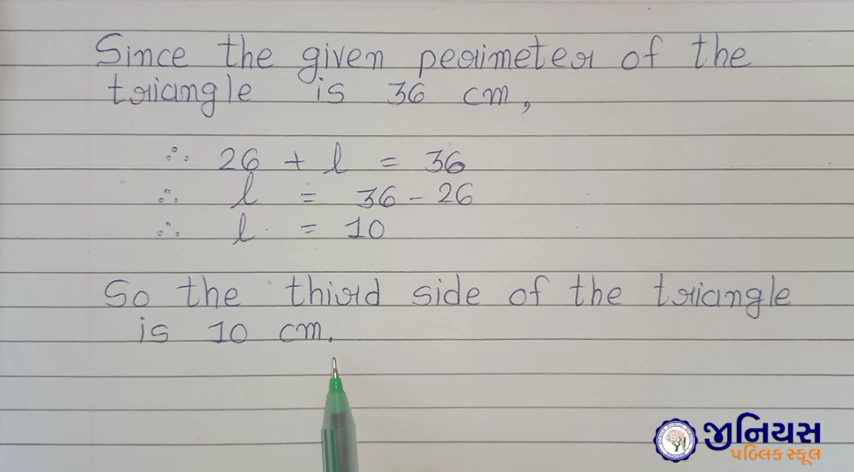 Since the given perimeter of the
triangle is 36 cm,
∴ 26 + l = 36
∴ l = 36 - 26
∴ l = 10
So the third side of the triangle
is 10 cm.
જીનિયસ
પબ્લિક સ્કૂલ